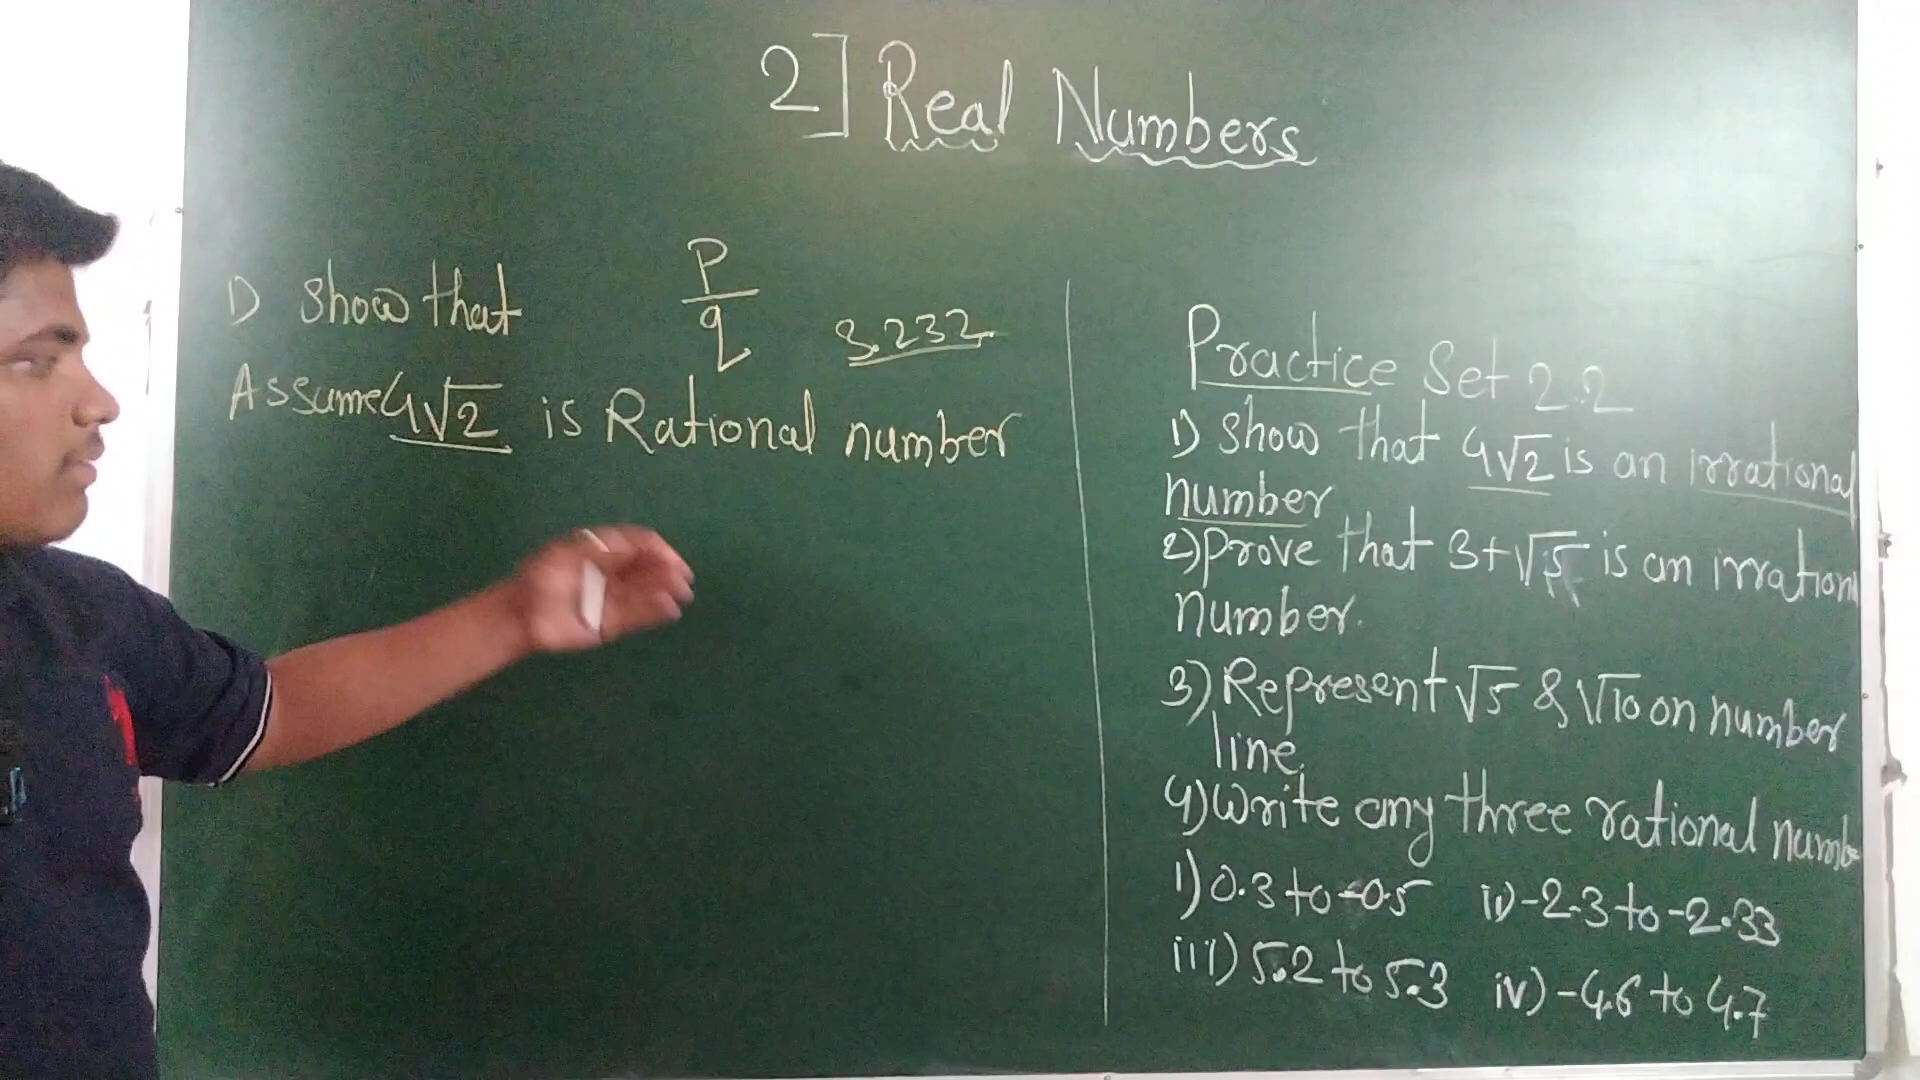 2] Real Numbers
1) Show that
P
q
3.232
Assume 4√2 is Rational number
Practice Set 2.2
1) Show that 4√2 is an irrational
number
2) Prove that 3+√5 is an irration
number.
3) Represent √5 & √10 on number
line.
4) Write any three rational numbe
i) 0.3 to -0.5 ii) -2.3 to -2.33
iii) 5.2 to 5.3 iv) -4.6 to 4.7